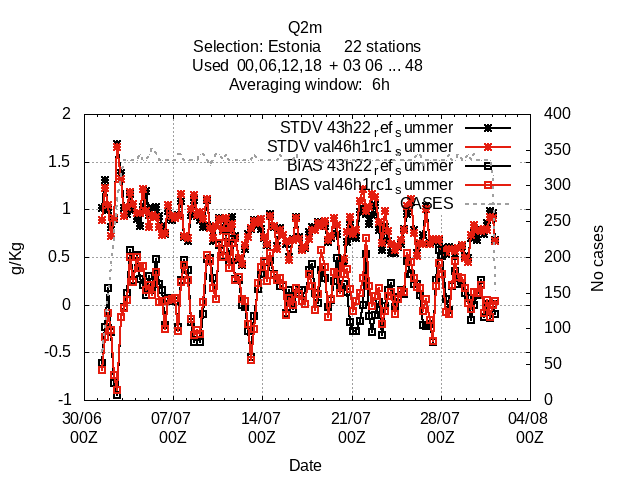 Q2m
Selection: Estonia 22 stations
Used 00,06,12,18 + 03 06 ... 48
Averaging window: 6h
STDV 43h22_ref_summer
STDV val46h1rc1_summer
BIAS 43h22_ref_summer
BIAS val46h1rc1_summer
CASES
g/Kg
2
1.5
1
0.5
0
-0.5
-1
400
350
300
250
200
150
100
50
0
No cases
30/06 07/07 14/07 21/07 28/07 04/08
00Z 00Z 00Z 00Z 00Z 00Z
Date